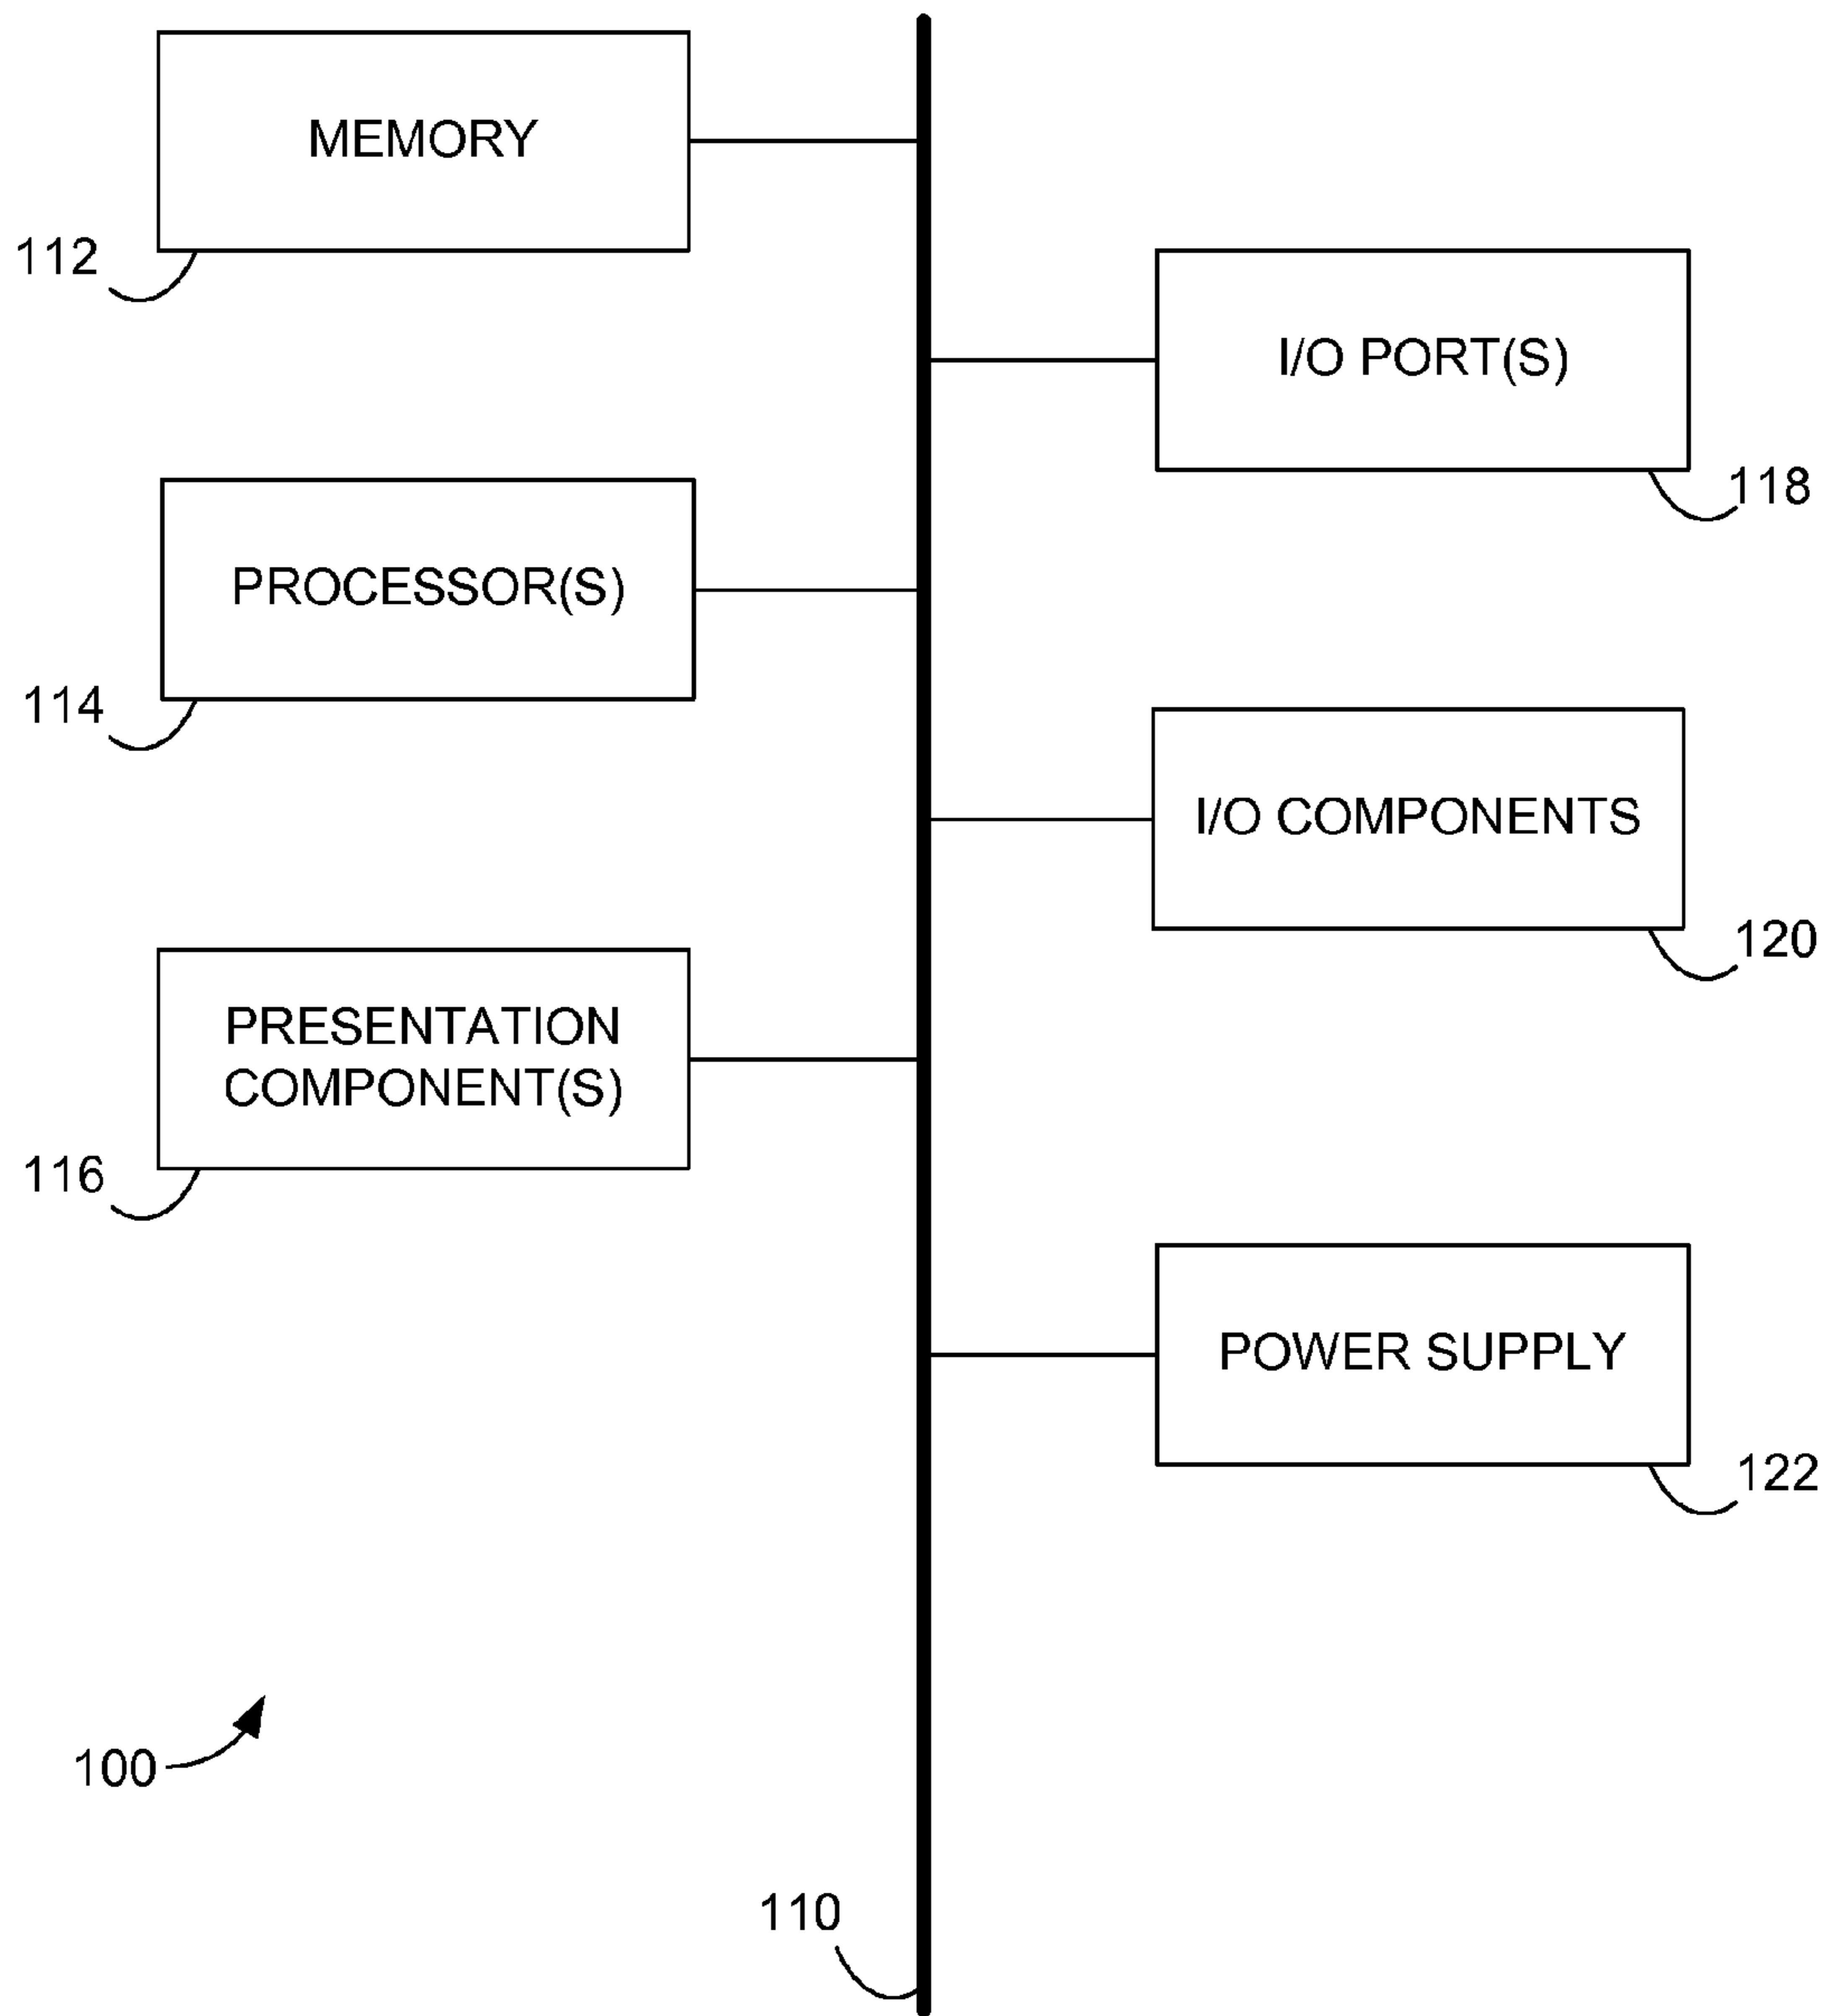 MEMORY
112
I/O PORT(S)
118
PROCESSOR(S)
114
I/O COMPONENTS
120
PRESENTATION
COMPONENT(S)
116
POWER SUPPLY
122
100
110